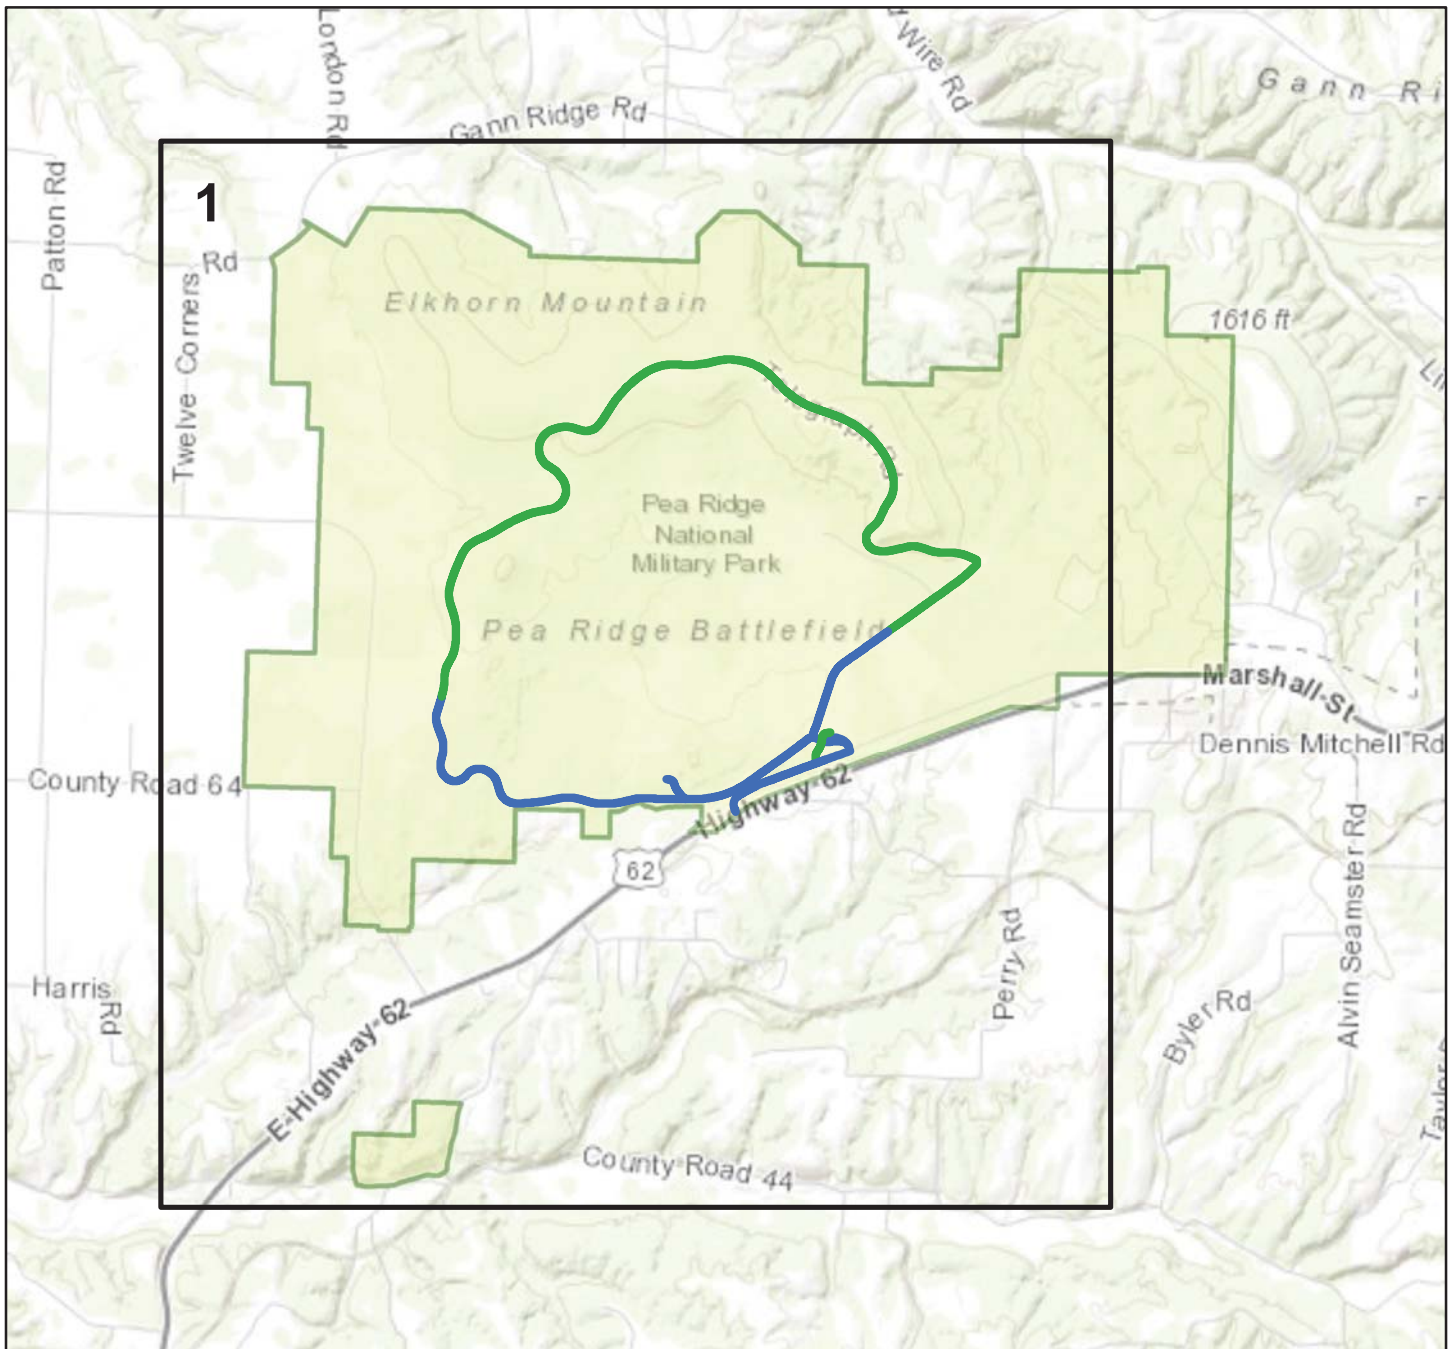 London Rd
Wire Rd
Gann Ridge Rd
Gann Ri
Patton Rd
1
Rd
Twelve Corners
Elkhorn Mountain
1616 ft
Telegraph Rd
Pea Ridge
National
Military Park
Pea Ridge Battlefield
Marshall St
Dennis Mitchell Rd
County Road 64
Highway 62
62
Alvin Seamster Rd
Perry Rd
Harris
Rd
Byler Rd
E Highway 62
County Road 44